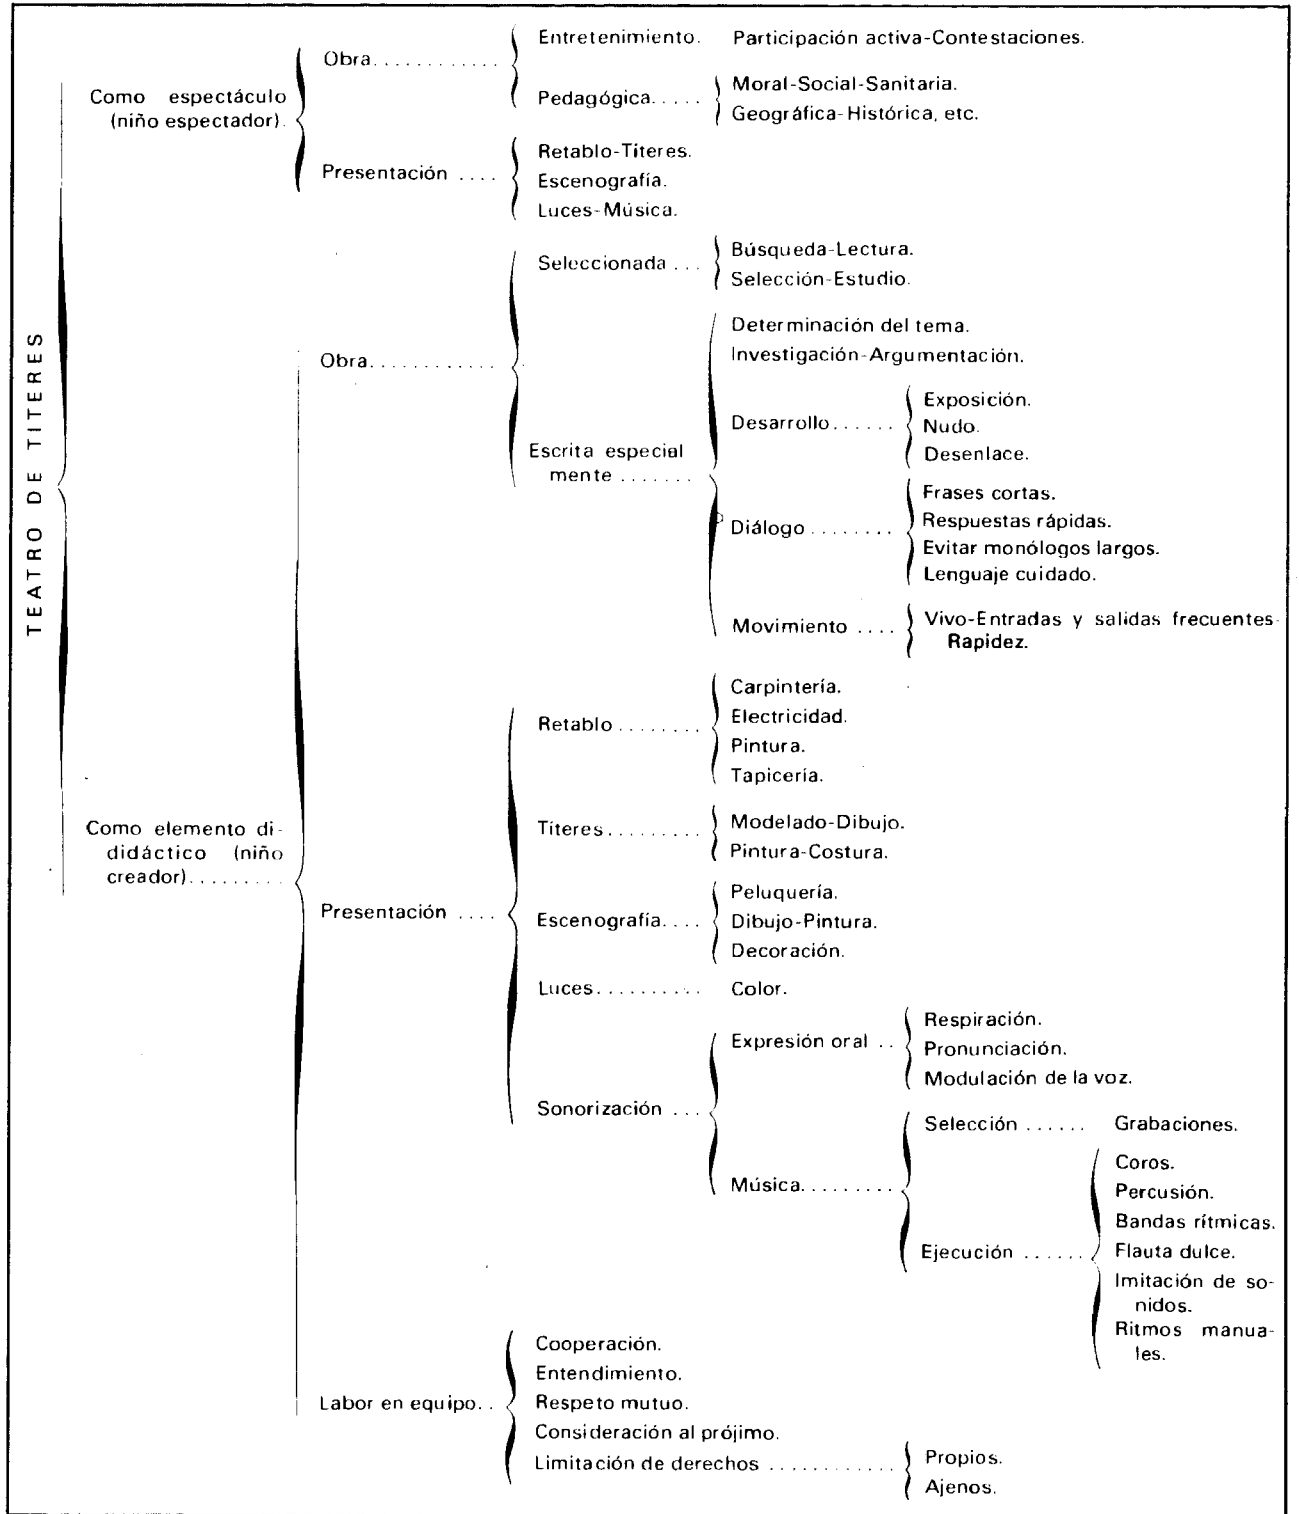 TEATRO DE TITERES
Como espectáculo
(niño espectador).
Obra............
Entretenimiento. Participación activa-Contestaciones.
Pedagógica.....
Moral-Social-Sanitaria.
Geográfica-Histórica, etc.
Presentación ....
Retablo-Titeres.
Escenografía.
Luces-Música.
Como elemento di-
didáctico (niño
creador).........
Obra............
Seleccionada ...
Búsqueda-Lectura.
Selección-Estudio.
Escrita especial
mente .......
Determinación del tema.
Investigación-Argumentación.
Desarrollo......
Exposición.
Nudo.
Desenlace.
Diálogo ........
Frases cortas.
Respuestas rápidas.
Evitar monólogos largos.
Lenguaje cuidado.
Movimiento ....
Vivo-Entradas y salidas frecuentes-
Rapidez.
Presentación ....
Retablo ........
Carpintería.
Electricidad.
Pintura.
Tapicería.
Titeres.........
Modelado-Dibujo.
Pintura-Costura.
Escenografía....
Peluquería.
Dibujo-Pintura.
Decoración.
Luces.......... Color.
Sonorización ...
Expresión oral ..
Respiración.
Pronunciación.
Modulación de la voz.
Música.........
Selección ...... Grabaciones.
Ejecución ......
Coros.
Percusión.
Bandas rítmicas.
Flauta dulce.
Imitación de so-
nidos.
Ritmos manua-
les.
Labor en equipo..
Cooperación.
Entendimiento.
Respeto mutuo.
Consideración al prójimo.
Limitación de derechos ............
Propios.
Ajenos.